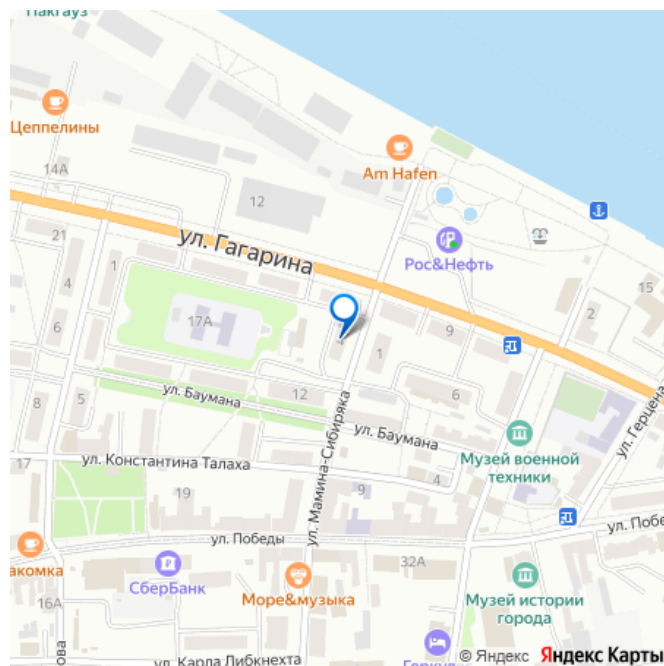 Пакгауз
Цеппелины
Am Hafen
14А
12
ул. Гагарина
Рос&Нефть
21
1
15
4
17А
2
9
6
4
1
12
6
8
5
ул. Баумана
ул. Баумана
ул. Мамина-Сибиряка
ул. Герцена
Музей военной
техники
17
ул. Константина Талаха
4
19
9
ул. Победы
ул. Побе
акомка
СберБанк
32А
Море&музыка
Музей истории
города
16А
ова
ул. Карла Либкнехта
Горкуле
© Яндекс Яндекс Карты